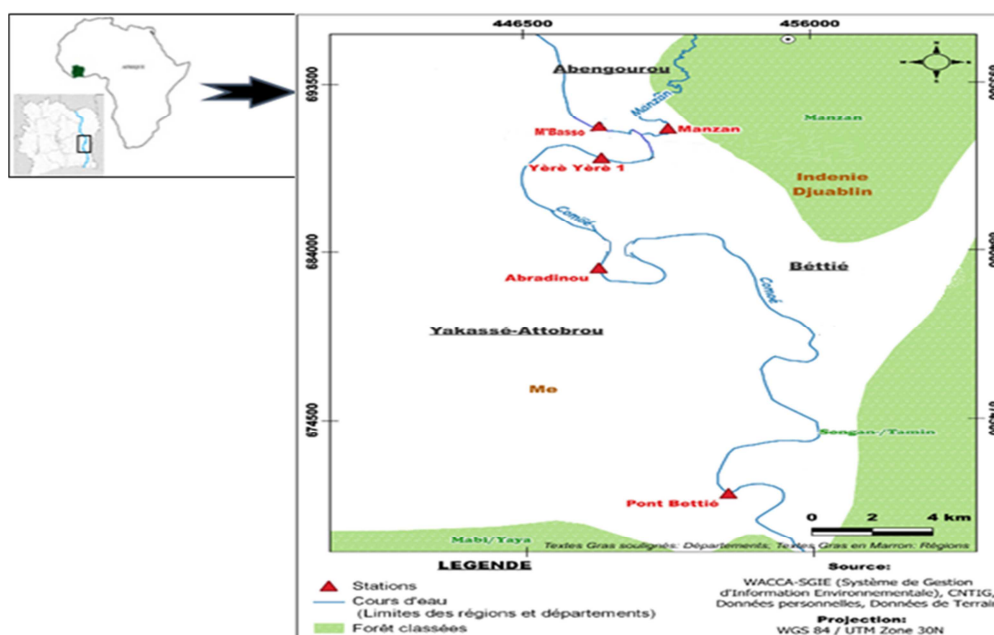 446500 456000
AFRIQUE
Abengourou
693500
Manzan
M'Basso
Manzan
Manzan
Yèrè Yèrè 1
Indenie
Djuablin
Comoé
684000
Béttié
Abradinou
Comoé
Yakassé-Attobrou
Me
674500
Songan-/Tamin
Pont Bettié
0 2 4 km
Mabi/Yaya
Textes Gras soulignés: Départements; Textes Gras en Marron: Régions
LEGENDE
Stations
Cours d'eau
(Limites des régions et départements)
Forêt classées
Source:
WACCA-SGIE (Système de Gestion
d'Information Environnementale), CNTIG,
Données personnelles, Données de Terrain
Projection:
WGS 84 / UTM Zone 30N